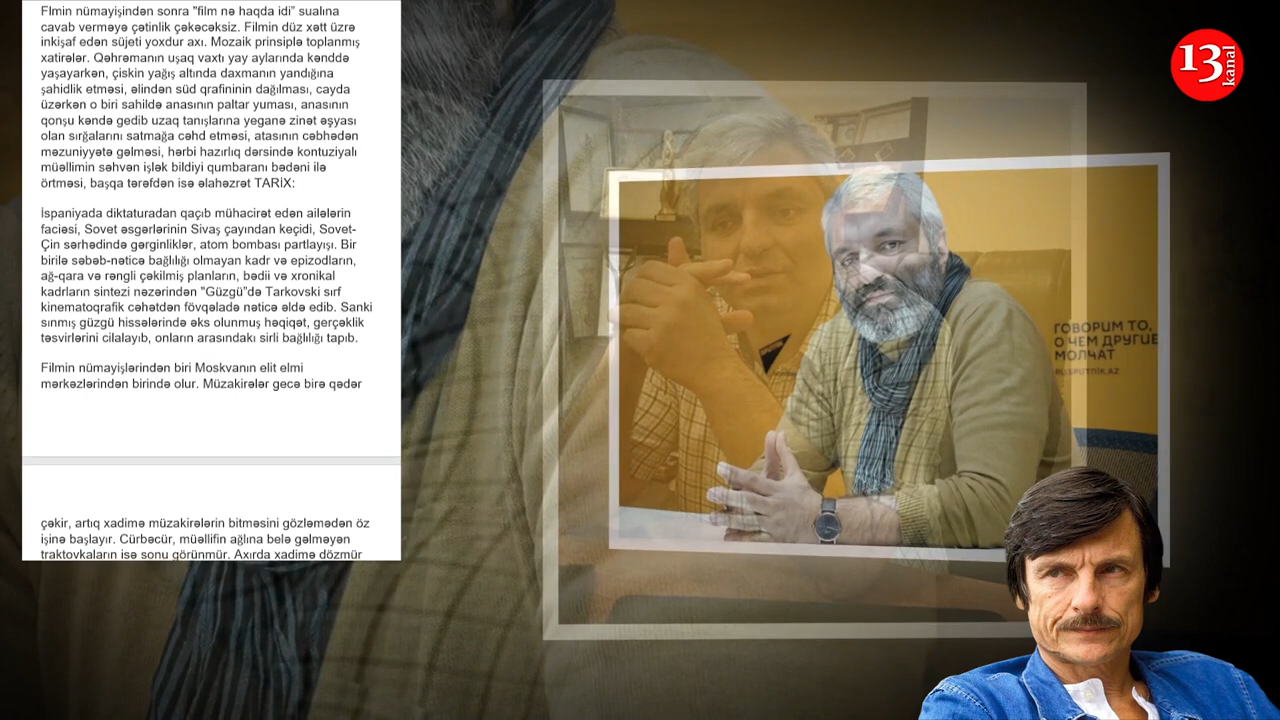 Flmin nümayişindən sonra "film nə haqda idi" sualına
cavab verməyə çətinlik çəkəcəksiz. Filmin düz xətt üzrə
inkişaf edən süjeti yoxdur axı. Mozaik prinsiplə toplanmış
xatirələr. Qəhrəmanın uşaq vaxtı yay aylarında kənddə
yaşayarkən, çiskin yağış altında daxmanın yandığına
şahidlik etməsi, əlindən süd qrafininin dağılması, çayda
üzərkən o biri sahildə anasının paltar yuması, anasının
qonşu kəndə gedib uzaq tanışlarına yeganə zinət əşyası
olan sırğalarını satmağa cəhd etməsi, atasının cəbhədən
məzuniyyətə gəlməsi, hərbi hazırlıq dərsində kontuziyalı
müəllimin səhvən işlək bildiyi qumbaranı bədəni ilə
örtməsi, başqa tərəfdən isə əlahəzrət TARİX:
İspaniyada diktaturadan qaçıb mühacirət edən ailələrin
faciəsi, Sovet əsgərlərinin Sivaş çayından keçidi, Sovet-
Çin sərhədində gərginliklər, atom bombası partlayışı. Bir
birilə səbəb-nəticə bağlılığı olmayan kadr və epizodların,
ağ-qara və rəngli çəkilmiş planların, bədii və xronikal
kadrların sintezi nəzərindən "Güzgü"də Tarkovski sırf
kinematoqrafik cəhətdən fövqəladə nəticə əldə edib. Sanki
sınmış güzgü hissələrində əks olunmuş həqiqət, gerçəklik
təsvirlərini cilalayıb, onların arasındakı sirli bağlılığı tapıb.
Filmin nümayişlərindən biri Moskvanın elit elmi
mərkəzlərindən birində olur. Müzakirələr gecə birə qədər
çəkir, artıq xadimə müzakirələrin bitməsini gözləmədən öz
işinə başlayır. Cürbəcür, müəllifin ağlına belə gəlməyən
traktovkaların isə sonu görünmür. Axırda xadimə dözmür
13 kanal
ГОВОРИМ ТО,
О ЧЕМ ДРУГИЕ
МОЛЧАТ
RU.SPUTNIK.AZ